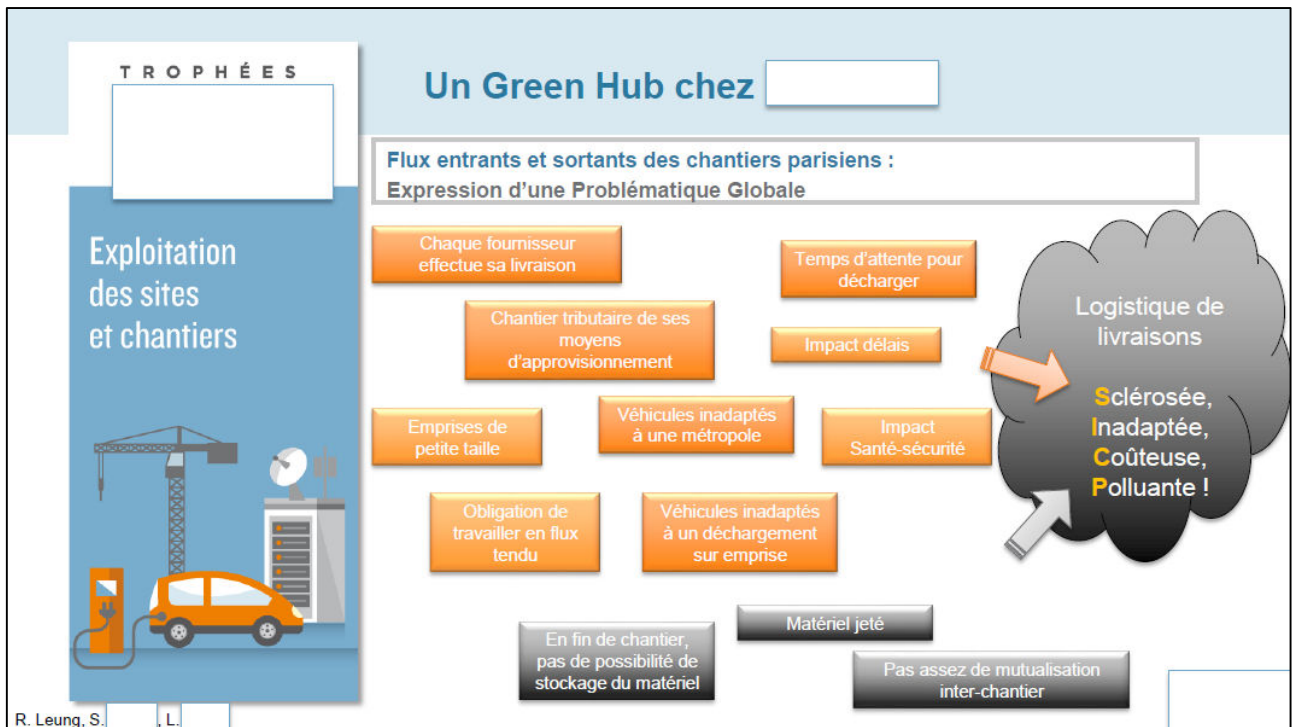 TROPHÉES
Un Green Hub chez
Flux entrants et sortants des chantiers parisiens :
Expression d'une Problématique Globale
Exploitation
des sites
et chantiers
Chaque fournisseur
effectue sa livraison
Temps d'attente pour
décharger
Chantier tributaire de ses
moyens
d'approvisionnement
Impact délais
Emprises de
petite taille
Véhicules inadaptés
à une métropole
Impact
Santé-sécurité
Obligation de
travailler en flux
tendu
Véhicules inadaptés
à un déchargement
sur emprise
Logistique de
livraisons
Sclérosée,
Inadaptée,
Coûteuse,
Polluante !
En fin de chantier,
pas de possibilité de
stockage du matériel
Matériel jeté
Pas assez de mutualisation
inter-chantier
R. Leung, S. , L.